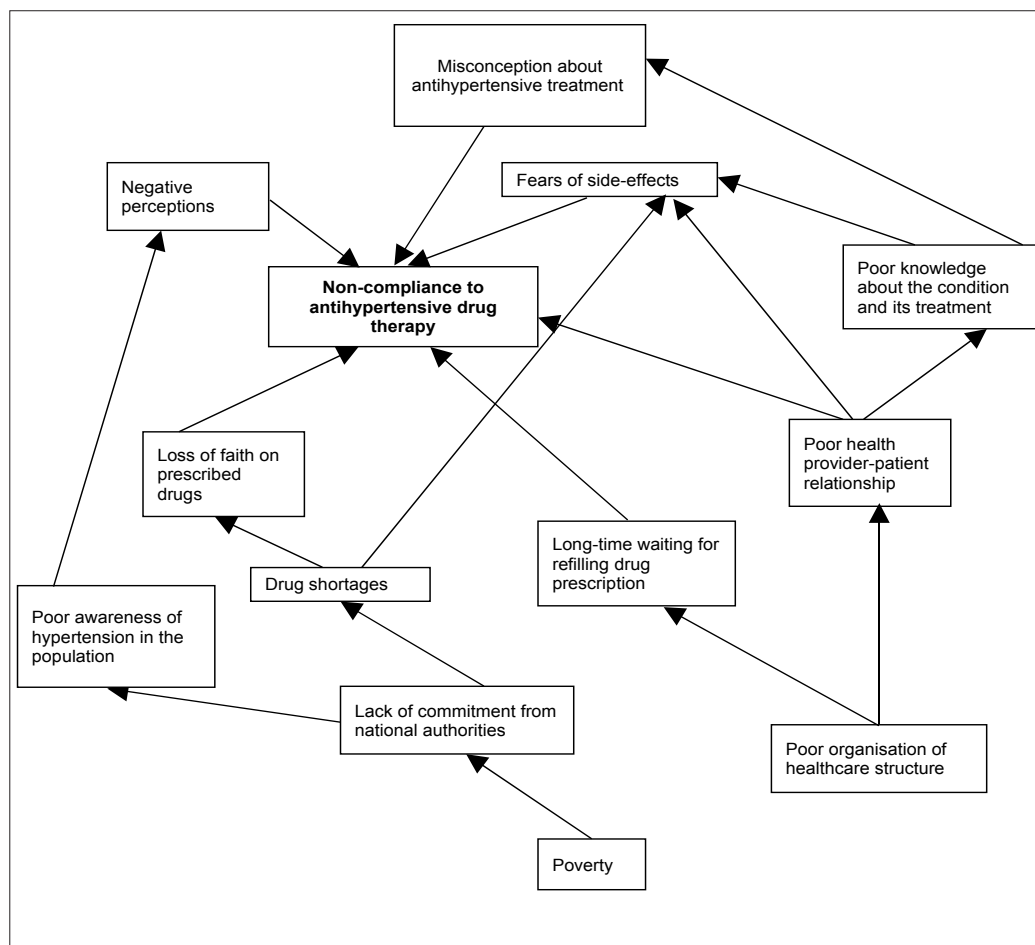 Misconception about
antihypertensive treatment
Negative
perceptions
Fears of side-effects
Poor knowledge
about the condition
and its treatment
Non-compliance to
antihypertensive drug
therapy
Loss of faith on
prescribed
drugs
Poor health
provider-patient
relationship
Long-time waiting for
refilling drug
prescription
Drug shortages
Poor awareness of
hypertension in the
population
Lack of commitment from
national authorities
Poor organisation of
healthcare structure
Poverty